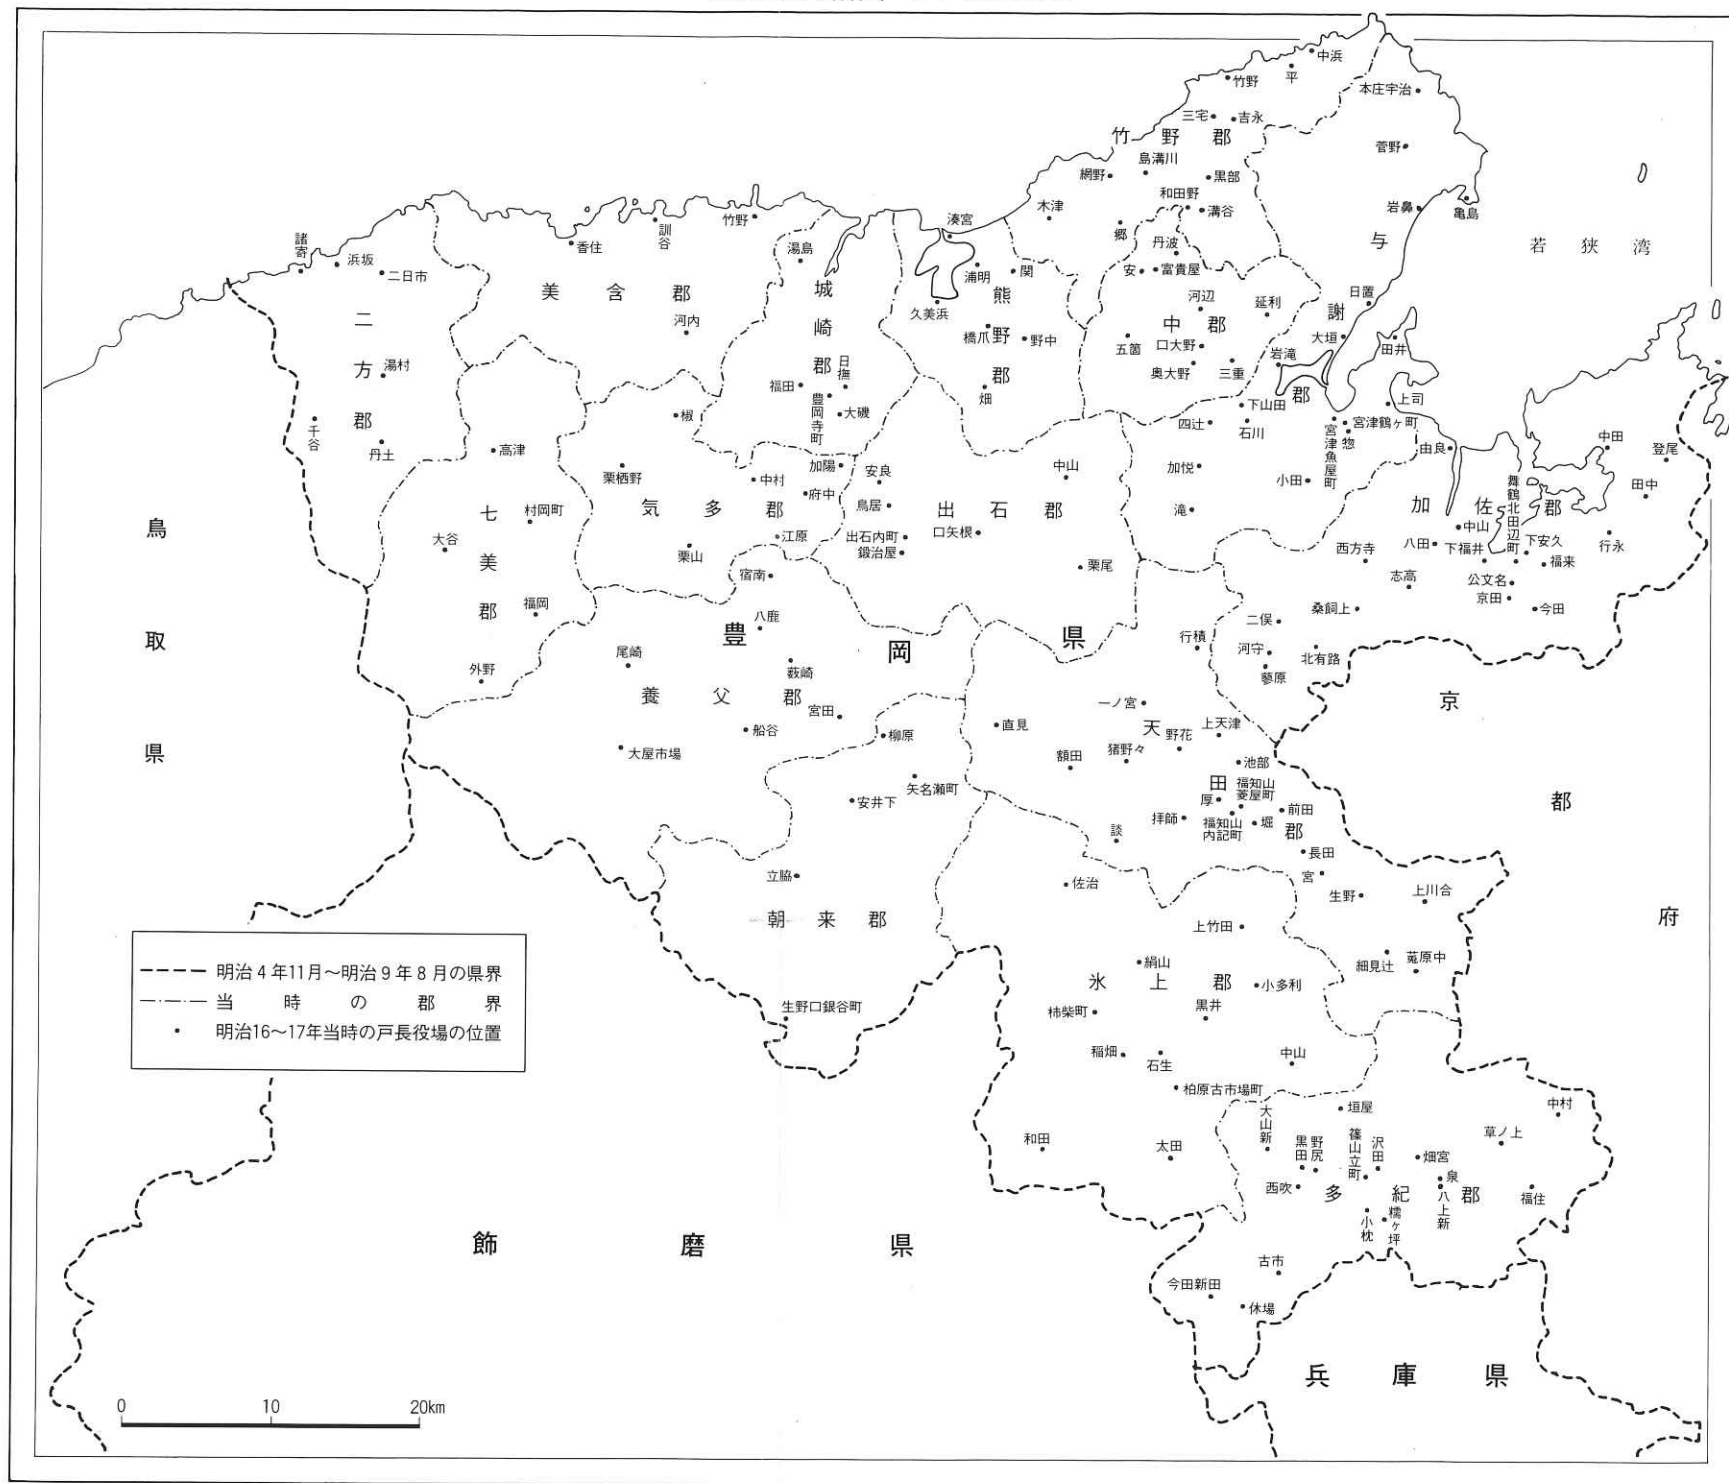 中浜
平
竹野
本庄宇治
三宅
吉永
竹野郡
島溝川
菅野
網野
黒部
和田野
溝谷
木津
岩鼻
亀島
郷
与謝郡
若狭湾
丹波
安
富貴屋
湊宮
浦明
関
熊野郡
久美浜
橋爪
野中
畑
河辺
延利
中郡
五箇
口大野
奥大野
三重
日置
大垣
岩滝
田井
諸寄
浜坂
二日市
香住
訓谷
竹野
湯島
美含郡
城崎郡
二方郡
河内
湯村
千谷
丹土
福田
日撫
豊岡寺町
大磯
椒
高津
栗栖野
中村
加陽
府中
気多郡
江原
栗山
宿南
七美郡
村岡町
大谷
福岡
外野
安良
鳥居
出石郡
出石内町
鍛治屋
口矢根
中山
栗尾
下山田
石川
四辻
加悦
滝
小田
宮津魚屋町
惣
宮津鶴ヶ町
上司
由良
加佐郡
中田
登尾
田中
舞鶴北田辺町
中山
八田
下福井
下安久
福来
行永
西方寺
志高
公文名
京田
今田
桑飼上
二俣
河守
蓼原
北有路
鳥取県
豊岡県
京都府
八鹿
尾崎
薮崎
養父郡
宮田
船谷
大屋市場
柳原
矢名瀬町
安井下
立脇
朝来郡
生野口銀谷町
行積
一ノ宮
直見
天田郡
野花
上天津
額田
猪野々
池部
厚
福知山菱屋町
福知山内記町
堀
前田
拝師
談
長田
宮
生野
上川合
細見辻
菟原中
佐治
上竹田
絹山
氷上郡
小多利
黒井
柿柴町
稲畑
石生
中山
柏原古市場町
和田
太田
大山新
垣屋
黒田
野尻
篠山立町
沢田
畑宮
泉
八上新
草ノ上
中村
福住
西吹
多紀郡
小枕
糯ヶ坪
古市
今田新田
休場
飾磨県
兵庫県
明治4年11月～明治9年8月の県界
当時の郡界
明治16～17年当時の戸長役場の位置
0 10 20km